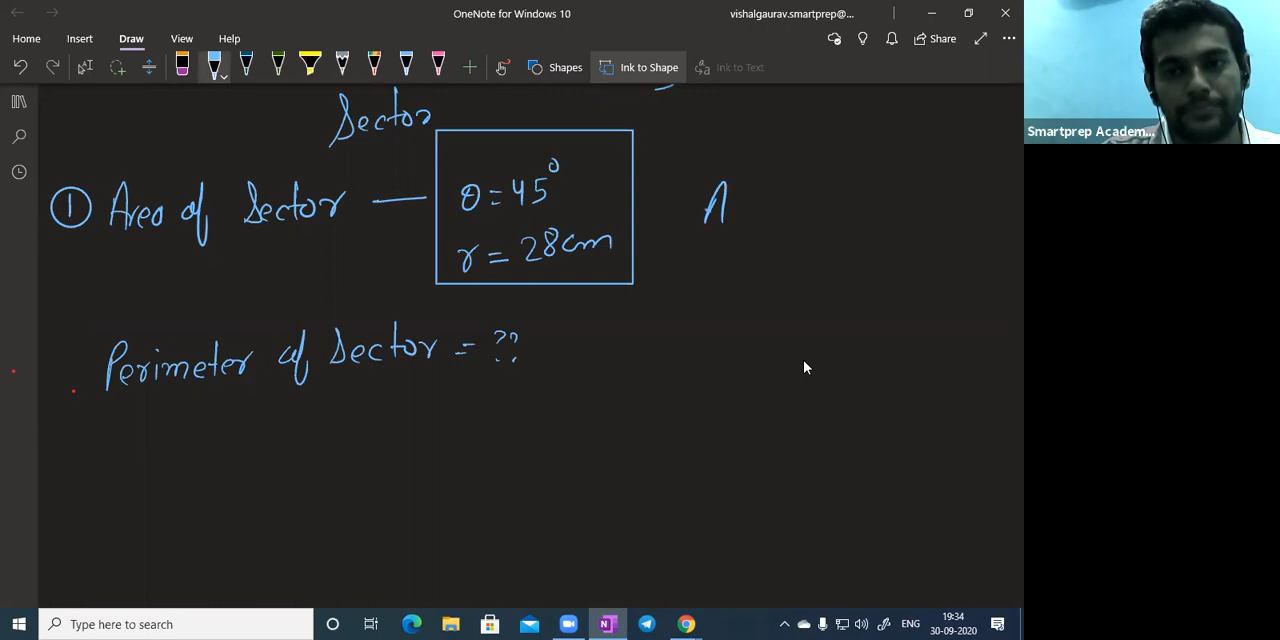 OneNote for Windows 10
vishalgaurav.smartprep@...
Home Insert Draw View Help
Share
Shapes
Ink to Shape
Ink to Text
Smartprep Academ...
Sector
1 Area of Sector — θ = 45°
r = 28cm
A
Perimeter of Sector = ??
Type here to search
ENG
19:34
30-09-2020